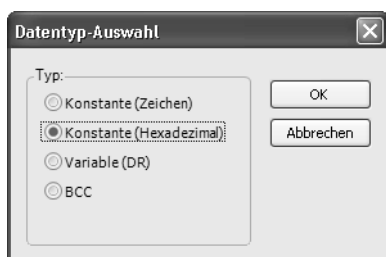 Datentyp-Auswahl
Typ:
Konstante (Zeichen)
Konstante (Hexadezimal)
Variable (DR)
BCC
OK
Abbrechen